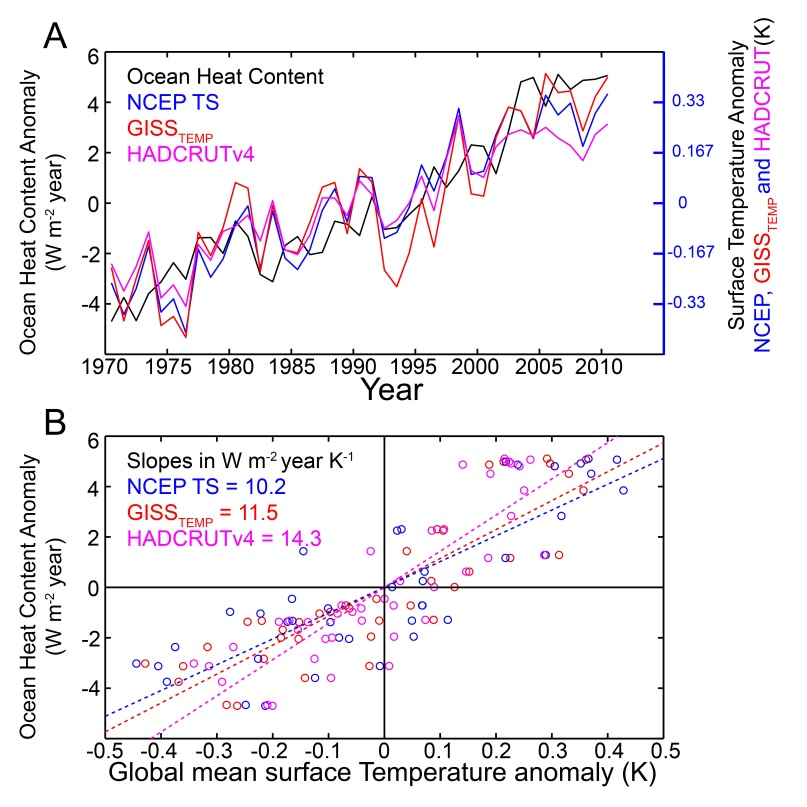 A
Ocean Heat Content Anomaly
(W m-2 year)
6
4
2
0
-2
-4
Ocean Heat Content
NCEP TS
GISSTEMP
HADCRUTv4
0.33
0.167
0
-0.167
-0.33
Surface Temperature Anomaly
NCEP, GISSTEMP and HADCRUT(K)
1970 1975 1980 1985 1990 1995 2000 2005 2010
Year
B
Ocean Heat Content Anomaly
(W m-2 year)
6
4
2
0
-2
-4
Slopes in W m-2 year K-1
NCEP TS = 10.2
GISSTEMP = 11.5
HADCRUTv4 = 14.3
-0.5 -0.4 -0.3 -0.2 -0.1 0 0.1 0.2 0.3 0.4 0.5
Global mean surface Temperature anomaly (K)